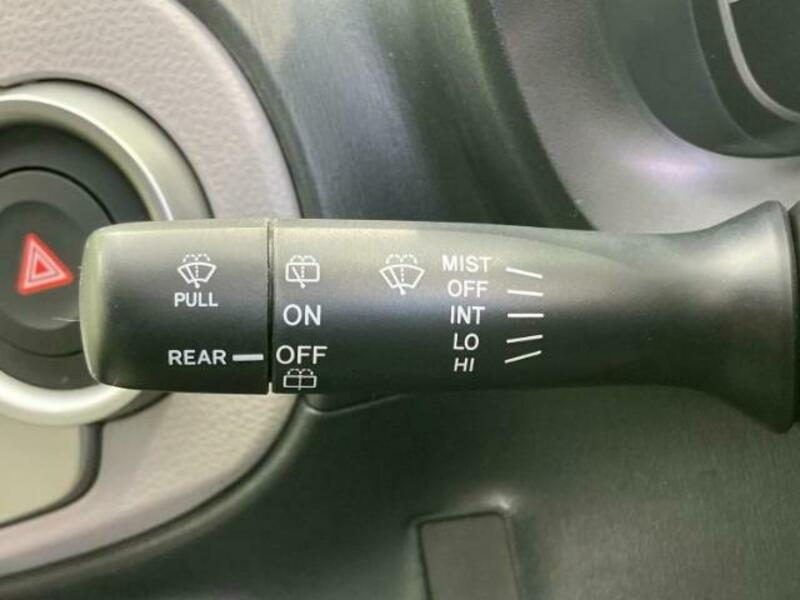 PULL
REAR
ON
OFF
MIST
OFF
INT
LO
HI